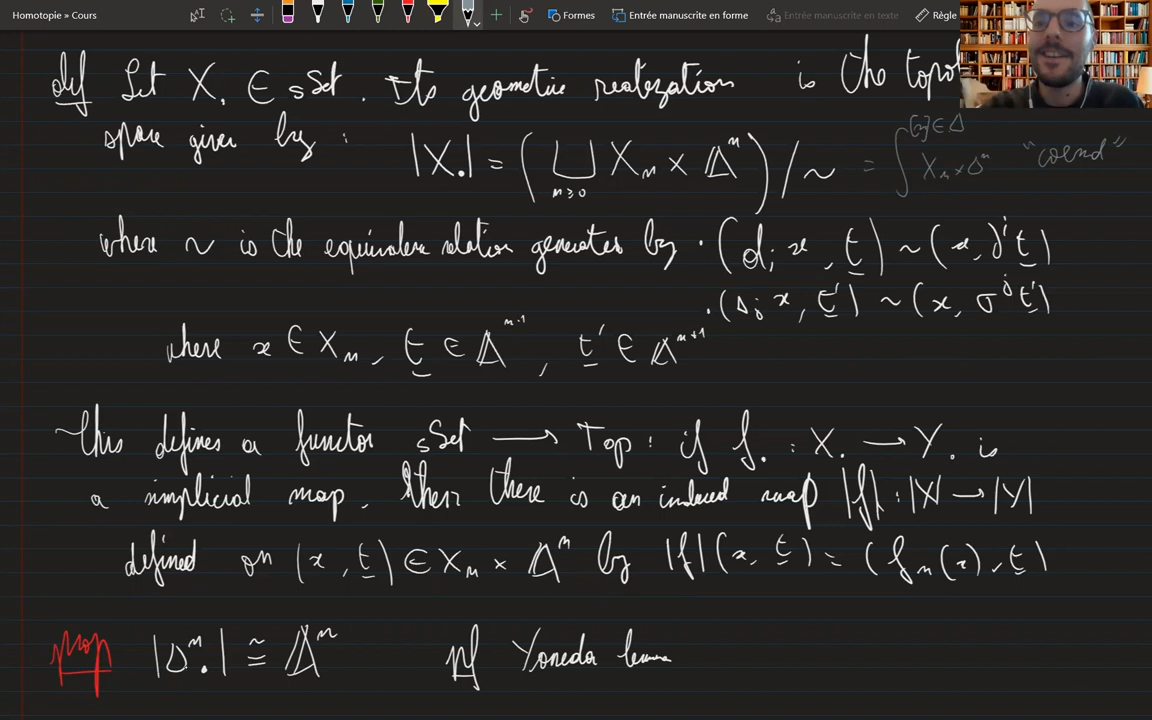 Homotopie » Cours
Formes
Entrée manuscrite en forme
Entrée manuscrite en texte
Règle
def Let X. ∈ sSet. Its geometric realization is the topol
space given by :
|X.| = ( ⊔_{n≥0} X_n × 𝚫^n ) / ~ = ∫^{[n]∈Δ} X_n × 𝚫^n "coend"
where ~ is the equivalence relation generated by · (d_i x, t) ~ (x, δ^i t)
· (s_j x, t') ~ (x, σ^j t')
where x ∈ X_n, t ∈ 𝚫^{n-1}, t' ∈ 𝚫^{n+1}
This defines a functor sSet → Top : if f. : X. → Y. is
a simplicial map, then there is an induced map |f| : |X| → |Y|
defined on (x, t) ∈ X_n × 𝚫^n by |f|(x, t) = (f_n(x), t)
prop |Δ^n.| ≅ 𝚫^n pf Yoneda lemma